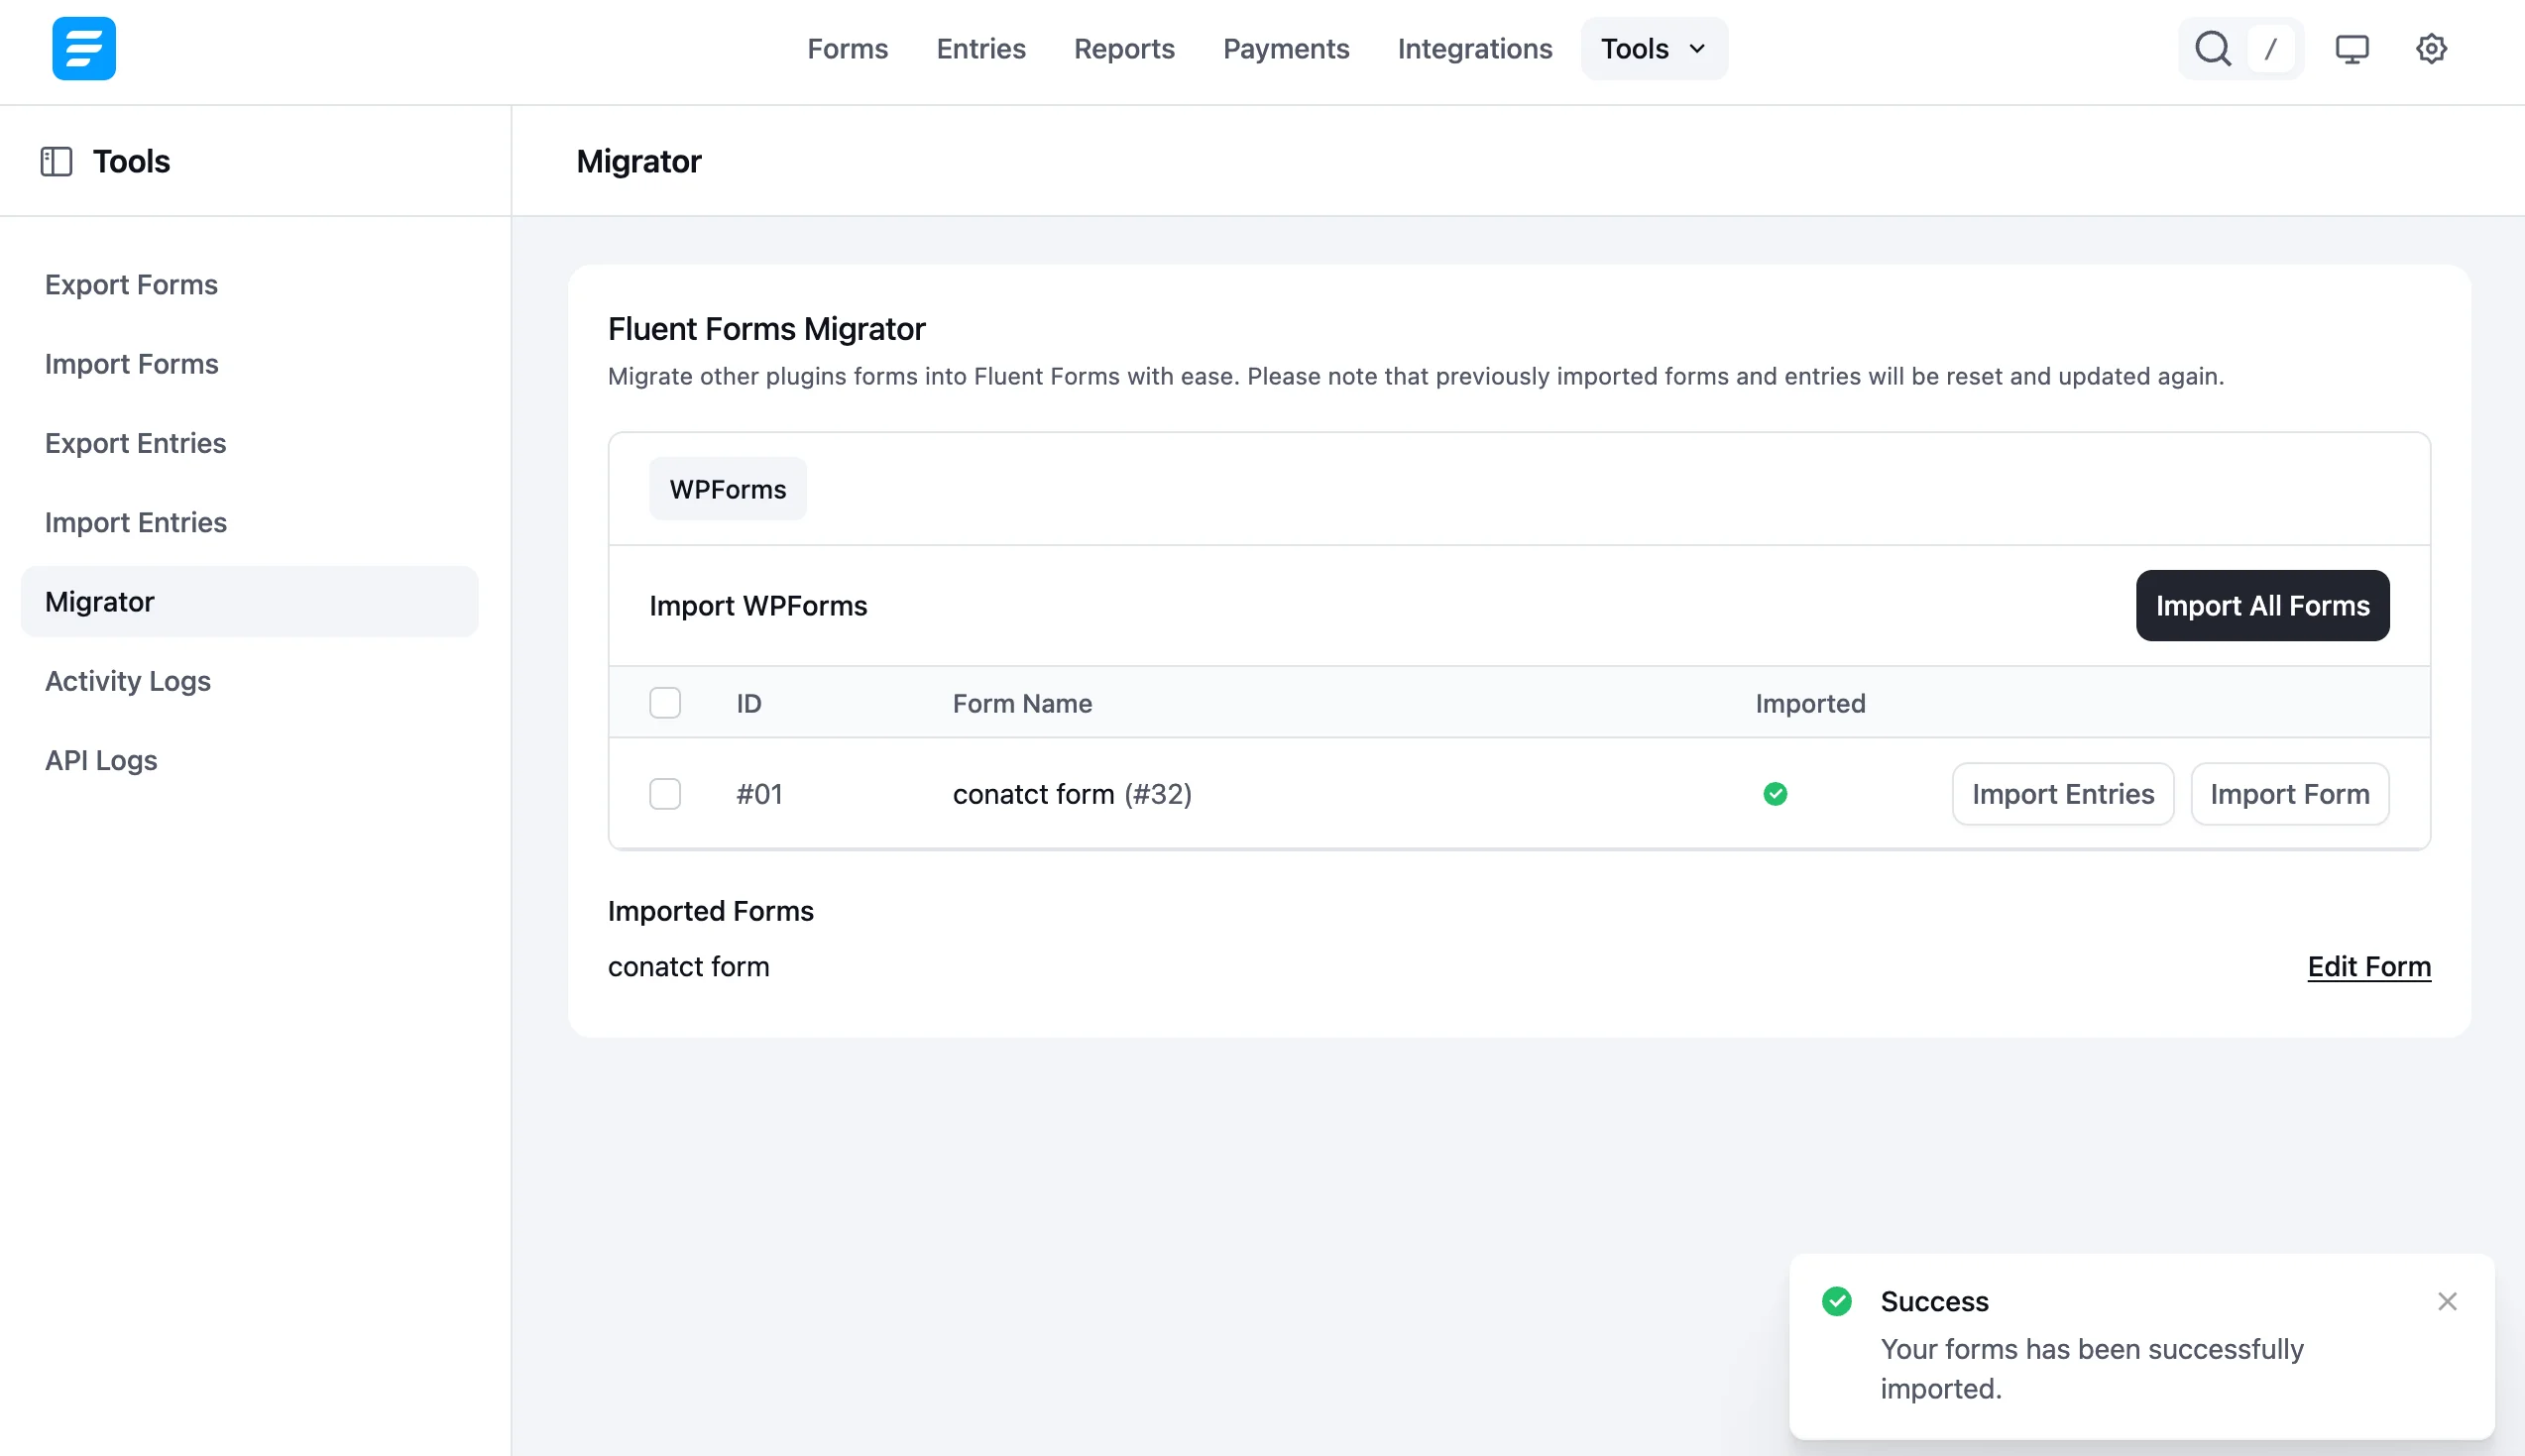 Forms Entries Reports Payments Integrations Tools /
Tools
Migrator
Export Forms
Import Forms
Export Entries
Import Entries
Migrator
Activity Logs
API Logs
Fluent Forms Migrator
Migrate other plugins forms into Fluent Forms with ease. Please note that previously imported forms and entries will be reset and updated again.
WPForms
Import WPForms
Import All Forms
ID Form Name Imported
#01 conatct form (#32) Import Entries Import Form
Imported Forms
conatct form Edit Form
Success
Your forms has been successfully
imported.